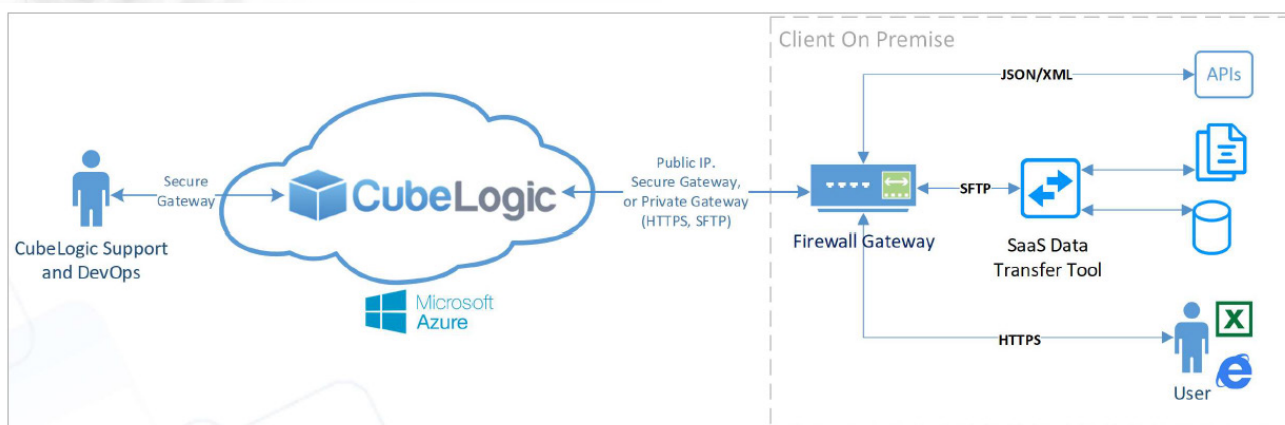 Client On Premise
JSON/XML
APIs
Public IP.
Secure Gateway,
or Private Gateway
(HTTPS, SFTP)
Secure
Gateway
CubeLogic
SFTP
CubeLogic Support
and DevOps
Firewall Gateway
SaaS Data
Transfer Tool
Microsoft
Azure
HTTPS
X
User